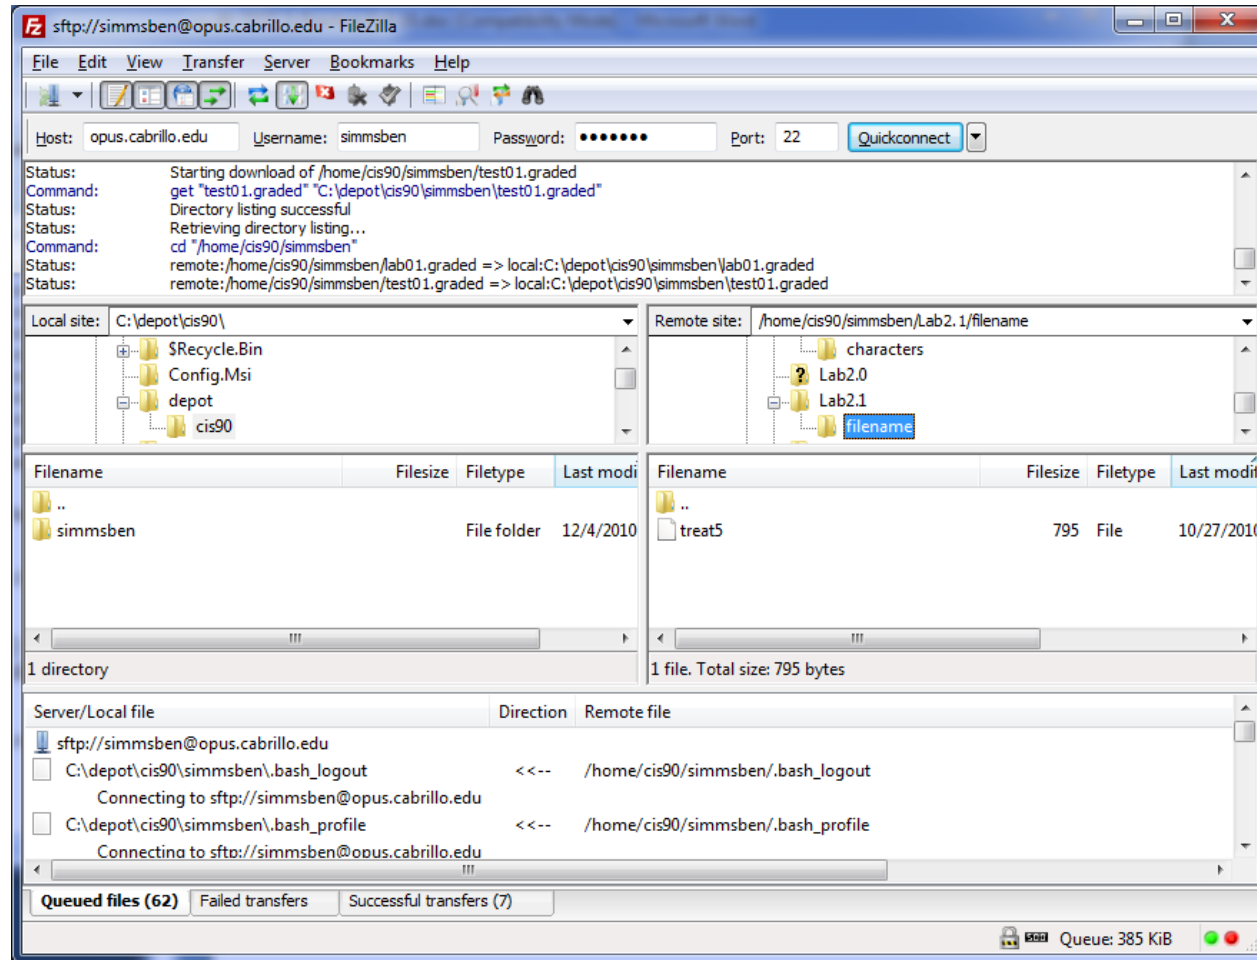 sftp://simmsben@opus.cabrillo.edu - FileZilla
File Edit View Transfer Server Bookmarks Help
Host: opus.cabrillo.edu Username: simmsben Password: ●●●●●●● Port: 22 Quickconnect
Status: Starting download of /home/cis90/simmsben/test01.graded
Command: get "test01.graded" "C:\depot\cis90\simmsben\test01.graded"
Status: Directory listing successful
Status: Retrieving directory listing...
Command: cd "/home/cis90/simmsben"
Status: remote:/home/cis90/simmsben/lab01.graded => local:C:\depot\cis90\simmsben\lab01.graded
Status: remote:/home/cis90/simmsben/test01.graded => local:C:\depot\cis90\simmsben\test01.graded
Local site: C:\depot\cis90\
$Recycle.Bin
Config.Msi
depot
cis90
Remote site: /home/cis90/simmsben/Lab2.1/filename
characters
? Lab2.0
Lab2.1
filename
Filename Filesize Filetype Last modi
..
simmsben File folder 12/4/2010
1 directory
Filename Filesize Filetype Last modif
..
treat5 795 File 10/27/2010
1 file. Total size: 795 bytes
Server/Local file Direction Remote file
sftp://simmsben@opus.cabrillo.edu
C:\depot\cis90\simmsben\.bash_logout <<-- /home/cis90/simmsben/.bash_logout
Connecting to sftp://simmsben@opus.cabrillo.edu
C:\depot\cis90\simmsben\.bash_profile <<-- /home/cis90/simmsben/.bash_profile
Connecting to sftp://simmsben@opus.cabrillo.edu
Queued files (62) Failed transfers Successful transfers (7)
Queue: 385 KiB